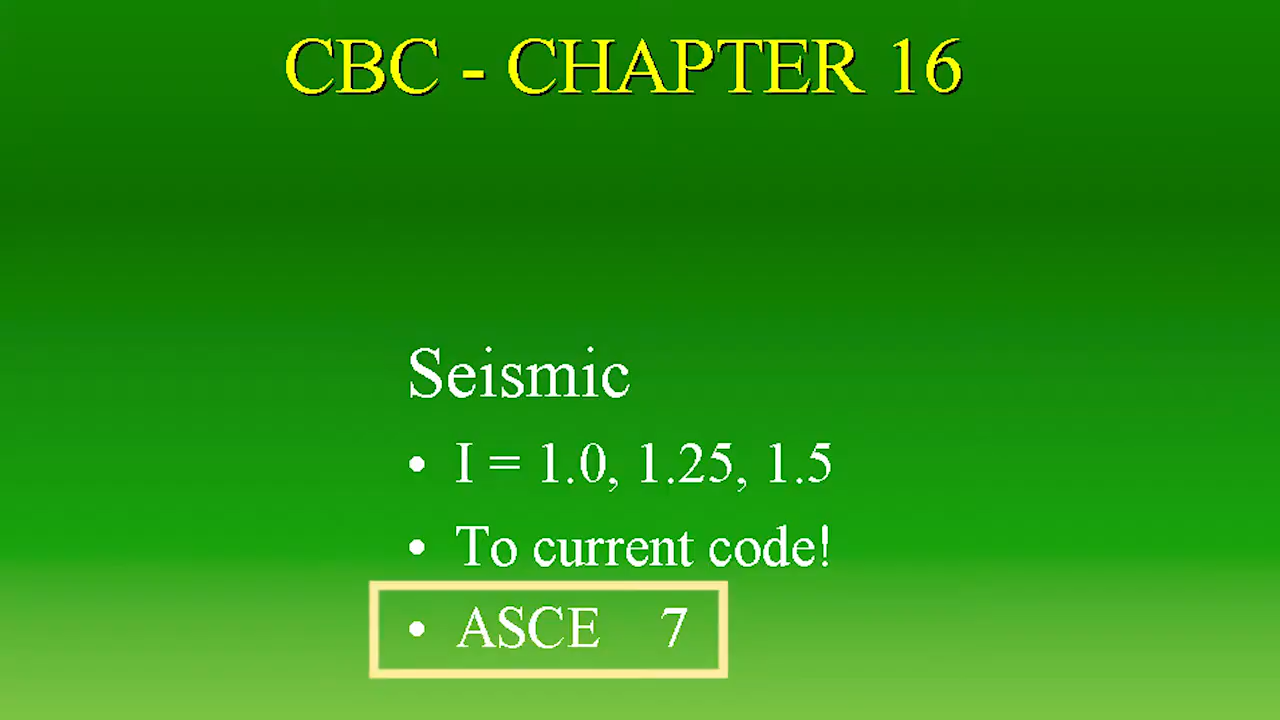 CBC - CHAPTER 16
Seismic
• I = 1.0, 1.25, 1.5
• To current code!
• ASCE 7